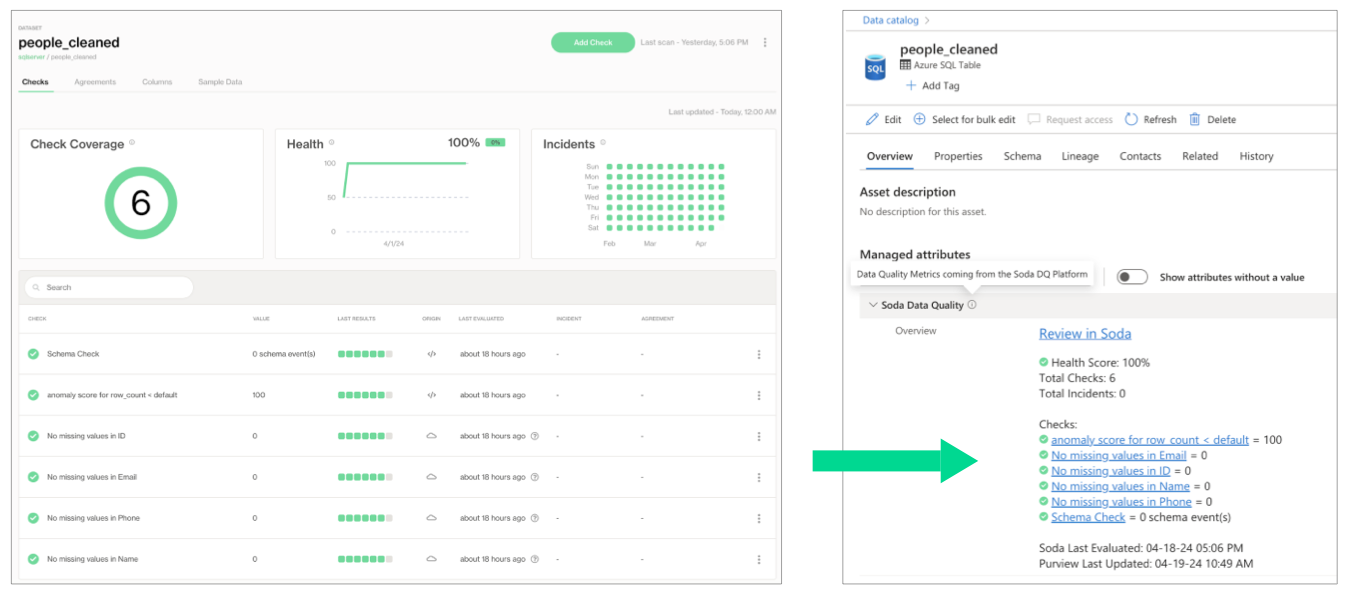 DATASET
people_cleaned
sqlserver / people_cleaned
Add Check
Last scan - Yesterday, 5:06 PM
Checks
Agreements
Columns
Sample Data
Last updated - Today, 12:00 AM
Check Coverage
6
Health
100%
0%
100
50
0
4/1/24
Incidents
Sun
Mon
Tue
Wed
Thu
Fri
Sat
Feb
Mar
Apr
Search
CHECK VALUE LAST RESULTS ORIGIN LAST EVALUATED INCIDENT AGREEMENT
Schema Check 0 schema event(s) </> about 18 hours ago - -
anomaly score for row_count < default 100 </> about 18 hours ago - -
No missing values in ID 0 about 18 hours ago - -
No missing values in Email 0 about 18 hours ago - -
No missing values in Phone 0 about 18 hours ago - -
No missing values in Name 0 about 18 hours ago - -
Data catalog >
SQL
people_cleaned
Azure SQL Table
+ Add Tag
Edit
Select for bulk edit
Request access
Refresh
Delete
Overview
Properties
Schema
Lineage
Contacts
Related
History
Asset description
No description for this asset.
Managed attributes
Data Quality Metrics coming from the Soda DQ Platform
Show attributes without a value
Soda Data Quality
Overview
Review in Soda
Health Score: 100%
Total Checks: 6
Total Incidents: 0
Checks:
anomaly score for row_count < default = 100
No missing values in Email = 0
No missing values in ID = 0
No missing values in Name = 0
No missing values in Phone = 0
Schema Check = 0 schema event(s)
Soda Last Evaluated: 04-18-24 05:06 PM
Purview Last Updated: 04-19-24 10:49 AM